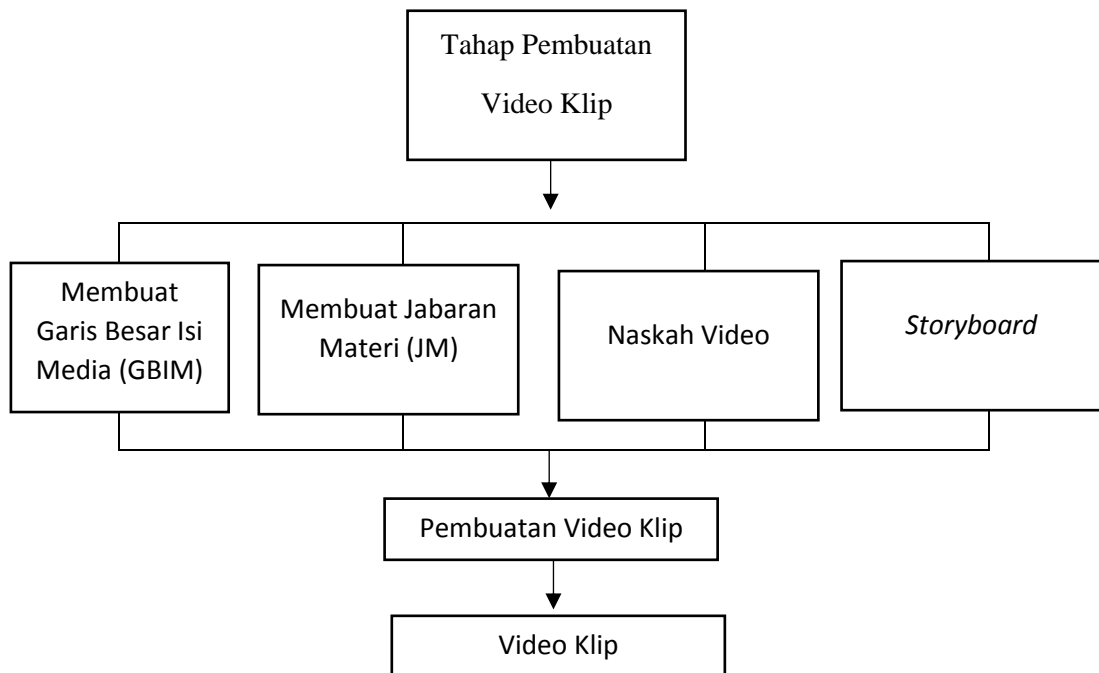 Tahap Pembuatan
Video Klip
Membuat
Garis Besar Isi
Media (GBIM)
Membuat Jabaran
Materi (JM)
Naskah Video
Storyboard
Pembuatan Video Klip
Video Klip